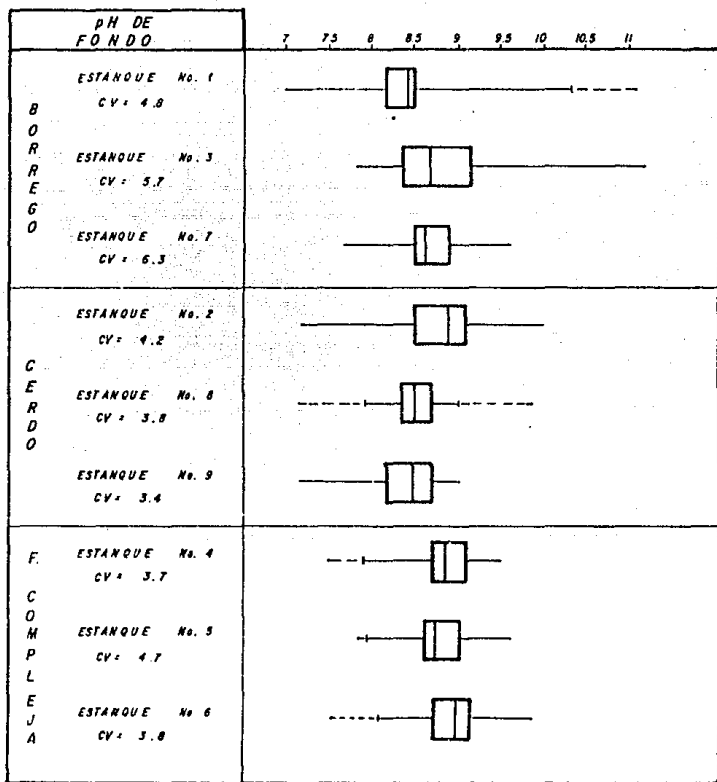 pH DE
FONDO
7 7.5 8 8.5 9 9.5 10 10.5 11
BORREGO
ESTANQUE No. 1
CV = 4.8
ESTANQUE No. 3
CV = 5.7
ESTANQUE No. 7
CV = 6.3
CERDO
ESTANQUE No. 2
CV = 4.2
ESTANQUE No. 8
CV = 3.8
ESTANQUE No. 9
CV = 3.4
F. COMPLEJA
ESTANQUE No. 4
CV = 3.7
ESTANQUE No. 5
CV = 4.7
ESTANQUE No 6
CV = 3.8